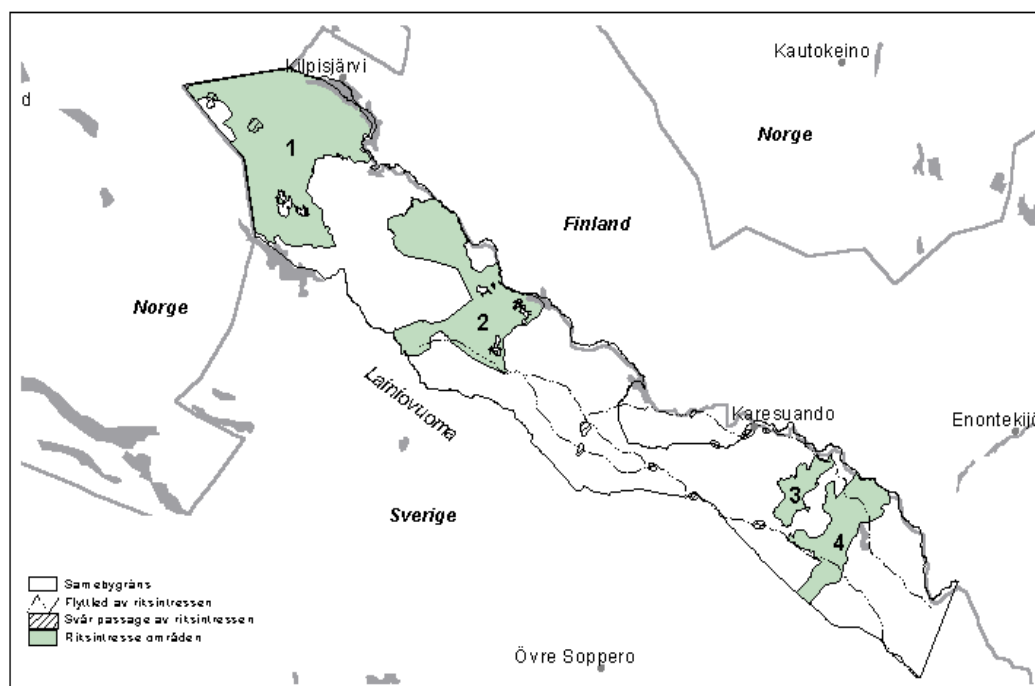 Kautokeino
Kilpisjärvi
d
Norge
1
Finland
Norge
2
Lainiovuoma
Karesuando
Enontekijö
3
Sverige
4
Samebygräns
Flyttled av riksintressen
Svår passage av riksintressen
Riksintresse områden
Övre Soppero